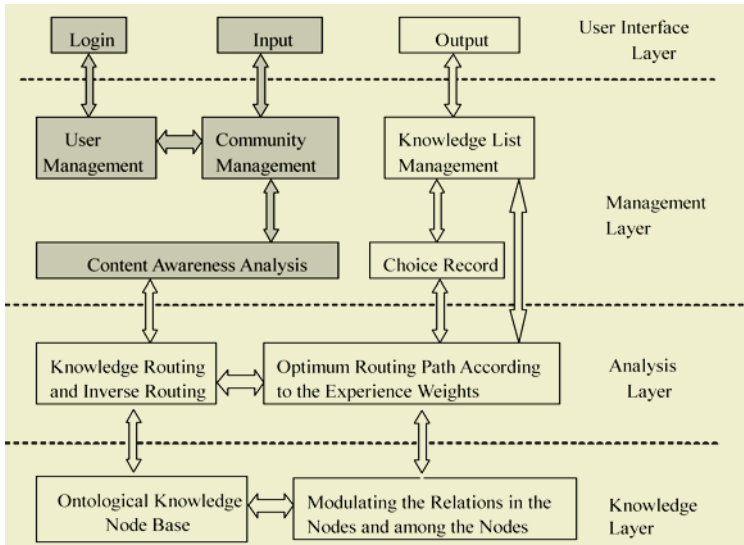 Login
Input
Output
User Interface
Layer
User
Management
Community
Management
Knowledge List
Management
Management
Layer
Content Awareness Analysis
Choice Record
Knowledge Routing
and Inverse Routing
Optimum Routing Path According
to the Experience Weights
Analysis
Layer
Ontological Knowledge
Node Base
Modulating the Relations in the
Nodes and among the Nodes
Knowledge
Layer